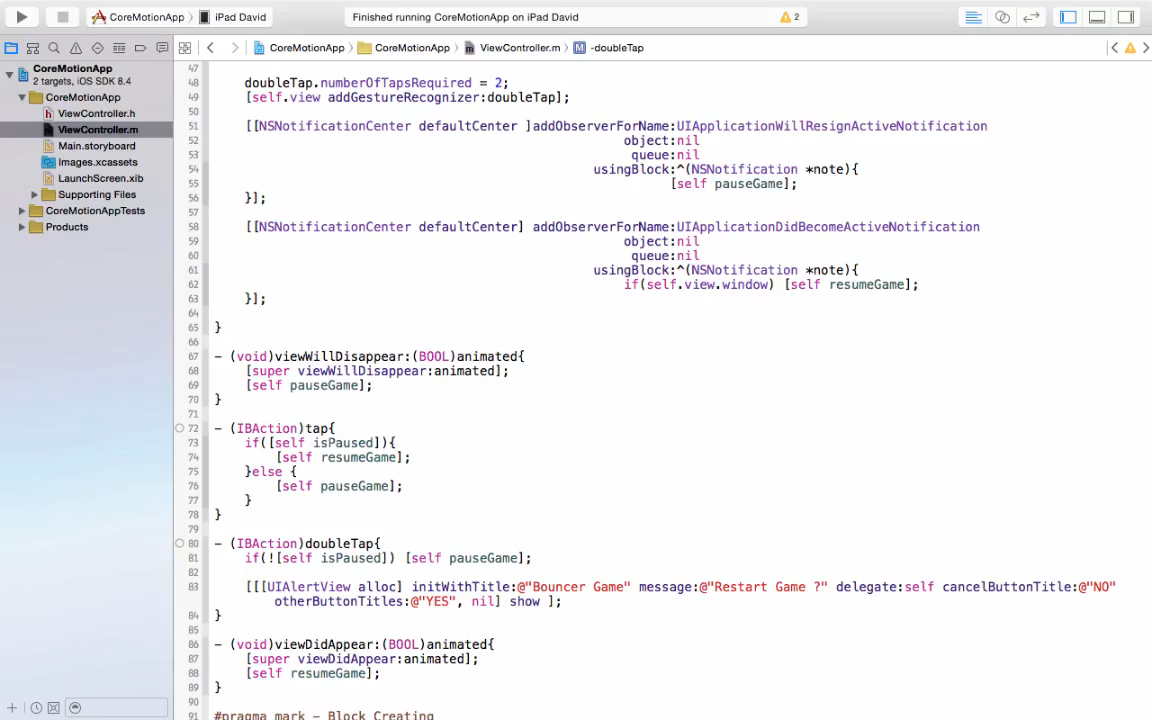 CoreMotionApp iPad David Finished running CoreMotionApp on iPad David 2
CoreMotionApp CoreMotionApp ViewController.m M -doubleTap
CoreMotionApp
2 targets, iOS SDK 8.4
CoreMotionApp
h ViewController.h
ViewController.m
Main.storyboard
Images.xcassets
LaunchScreen.xib
Supporting Files
CoreMotionAppTests
Products
47
48 doubleTap.numberOfTapsRequired = 2;
49 [self.view addGestureRecognizer:doubleTap];
50
51 [[NSNotificationCenter defaultCenter ]addObserverForName:UIApplicationWillResignActiveNotification
52 object:nil
53 queue:nil
54 usingBlock:^(NSNotification *note){
55 [self pauseGame];
56 }];
57
58 [[NSNotificationCenter defaultCenter] addObserverForName:UIApplicationDidBecomeActiveNotification
59 object:nil
60 queue:nil
61 usingBlock:^(NSNotification *note){
62 if(self.view.window) [self resumeGame];
63 }];
64
65 }
66
67 - (void)viewWillDisappear:(BOOL)animated{
68 [super viewWillDisappear:animated];
69 [self pauseGame];
70 }
71
72 - (IBAction)tap{
73 if([self isPaused]){
74 [self resumeGame];
75 }else {
76 [self pauseGame];
77 }
78 }
79
80 - (IBAction)doubleTap{
81 if(![self isPaused]) [self pauseGame];
82
83 [[[UIAlertView alloc] initWithTitle:@"Bouncer Game" message:@"Restart Game ?" delegate:self cancelButtonTitle:@"NO"
otherButtonTitles:@"YES", nil] show ];
84 }
85
86 - (void)viewDidAppear:(BOOL)animated{
87 [super viewDidAppear:animated];
88 [self resumeGame];
89 }
90
91 #pragma mark - Block Creating